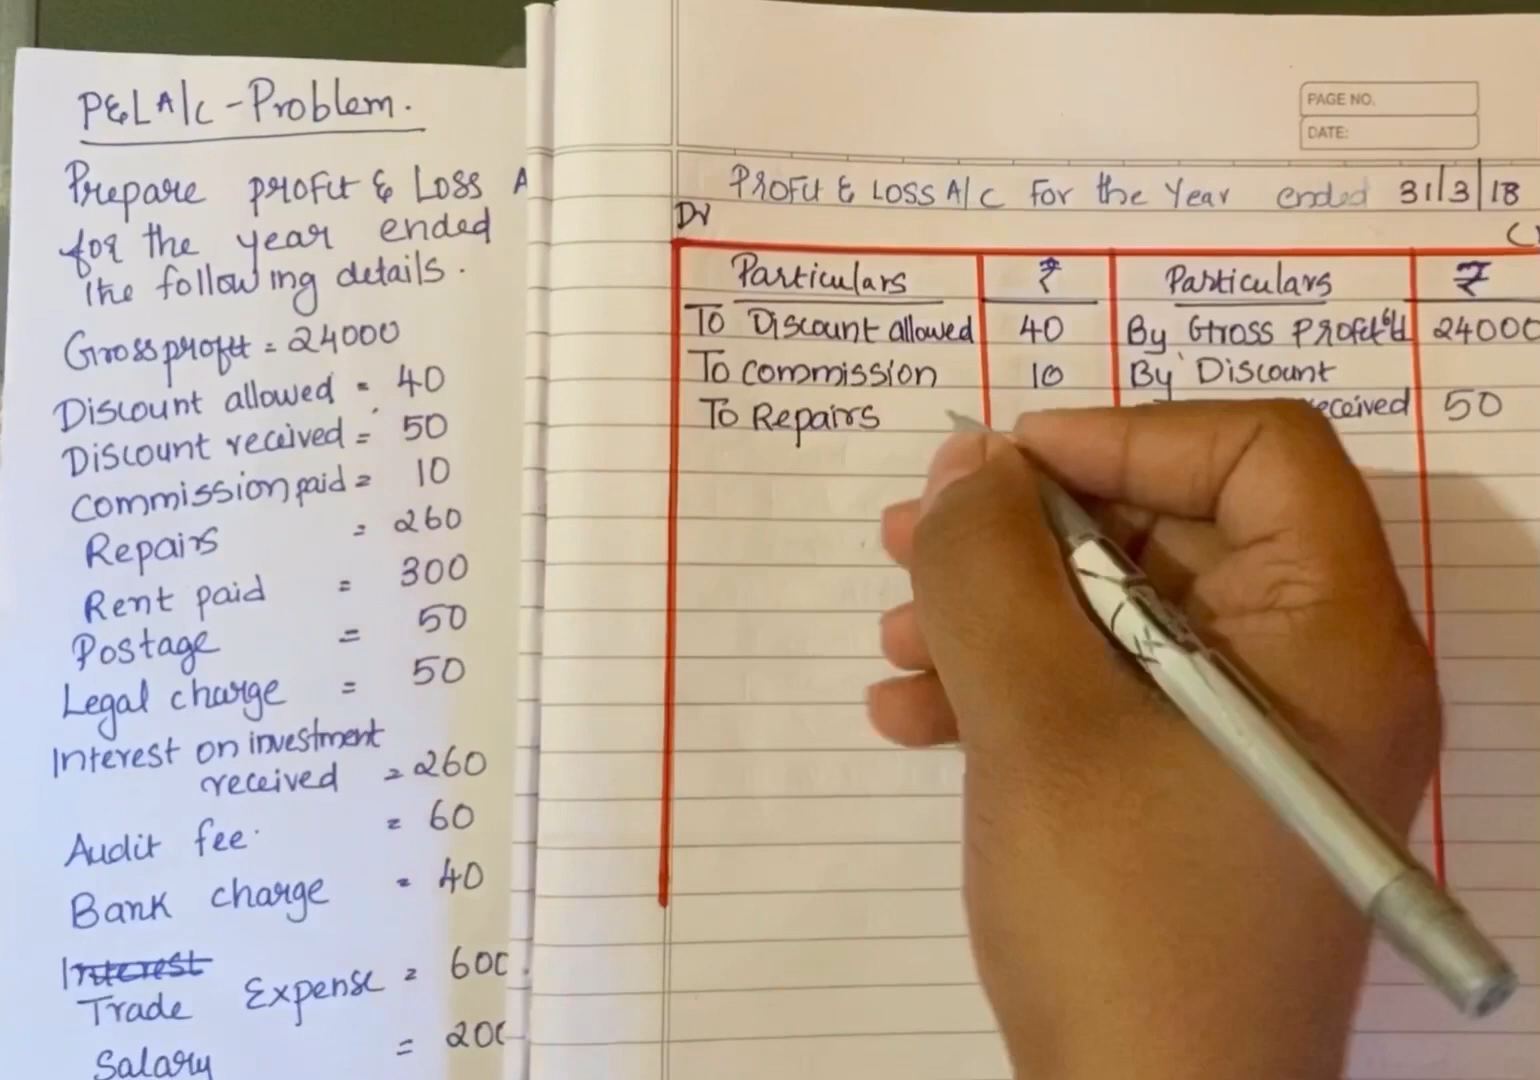 P&L A/c - Problem.
Prepare profit & Loss A
for the year ended
the following details.
Gross profit = 24000
Discount allowed = 40
Discount received = 50
Commission paid = 10
Repairs = 260
Rent paid = 300
Postage = 50
Legal charge = 50
Interest on investment
received = 260
Audit fee = 60
Bank charge = 40
Interest
Trade Expense = 600
Salary = 200
PAGE NO.
DATE:
Profit & Loss A/c For the Year ended 31/3/18
Dr
Particulars ₹ Particulars ₹
To Discount allowed 40 By Gross Profit b/d 24000
To commission 10 By Discount
To Repairs received 50